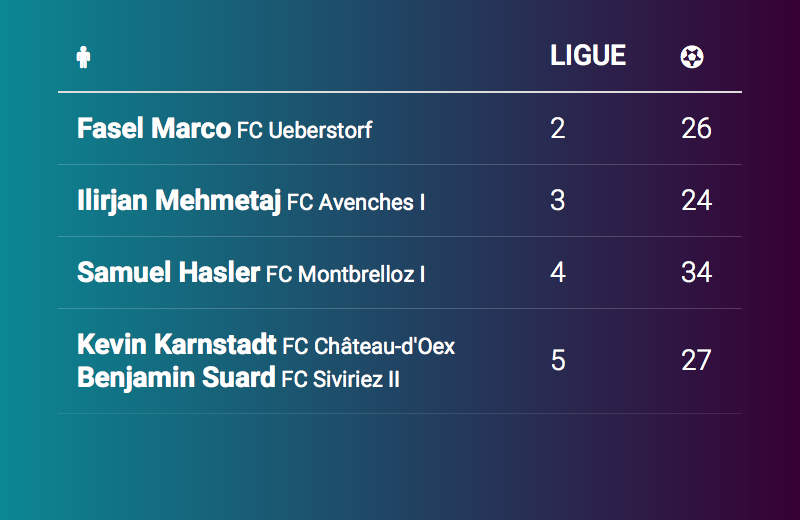 LIGUE
Fasel Marco FC Ueberstorf 2 26
Ilirjan Mehmetaj FC Avenches I 3 24
Samuel Hasler FC Montbrelloz I 4 34
Kevin Karnstadt FC Château-d'Oex
Benjamin Suard FC Siviriez II
5 27